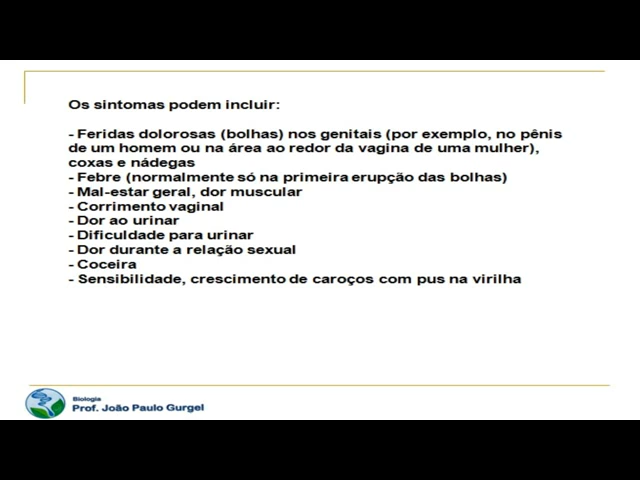 Os sintomas podem incluir:
- Feridas dolorosas (bolhas) nos genitais (por exemplo, no pênis
de um homem ou na área ao redor da vagina de uma mulher),
coxas e nádegas
- Febre (normalmente só na primeira erupção das bolhas)
- Mal-estar geral, dor muscular
- Corrimento vaginal
- Dor ao urinar
- Dificuldade para urinar
- Dor durante a relação sexual
- Coceira
- Sensibilidade, crescimento de caroços com pus na virilha
Biologia
Prof. João Paulo Gurgel